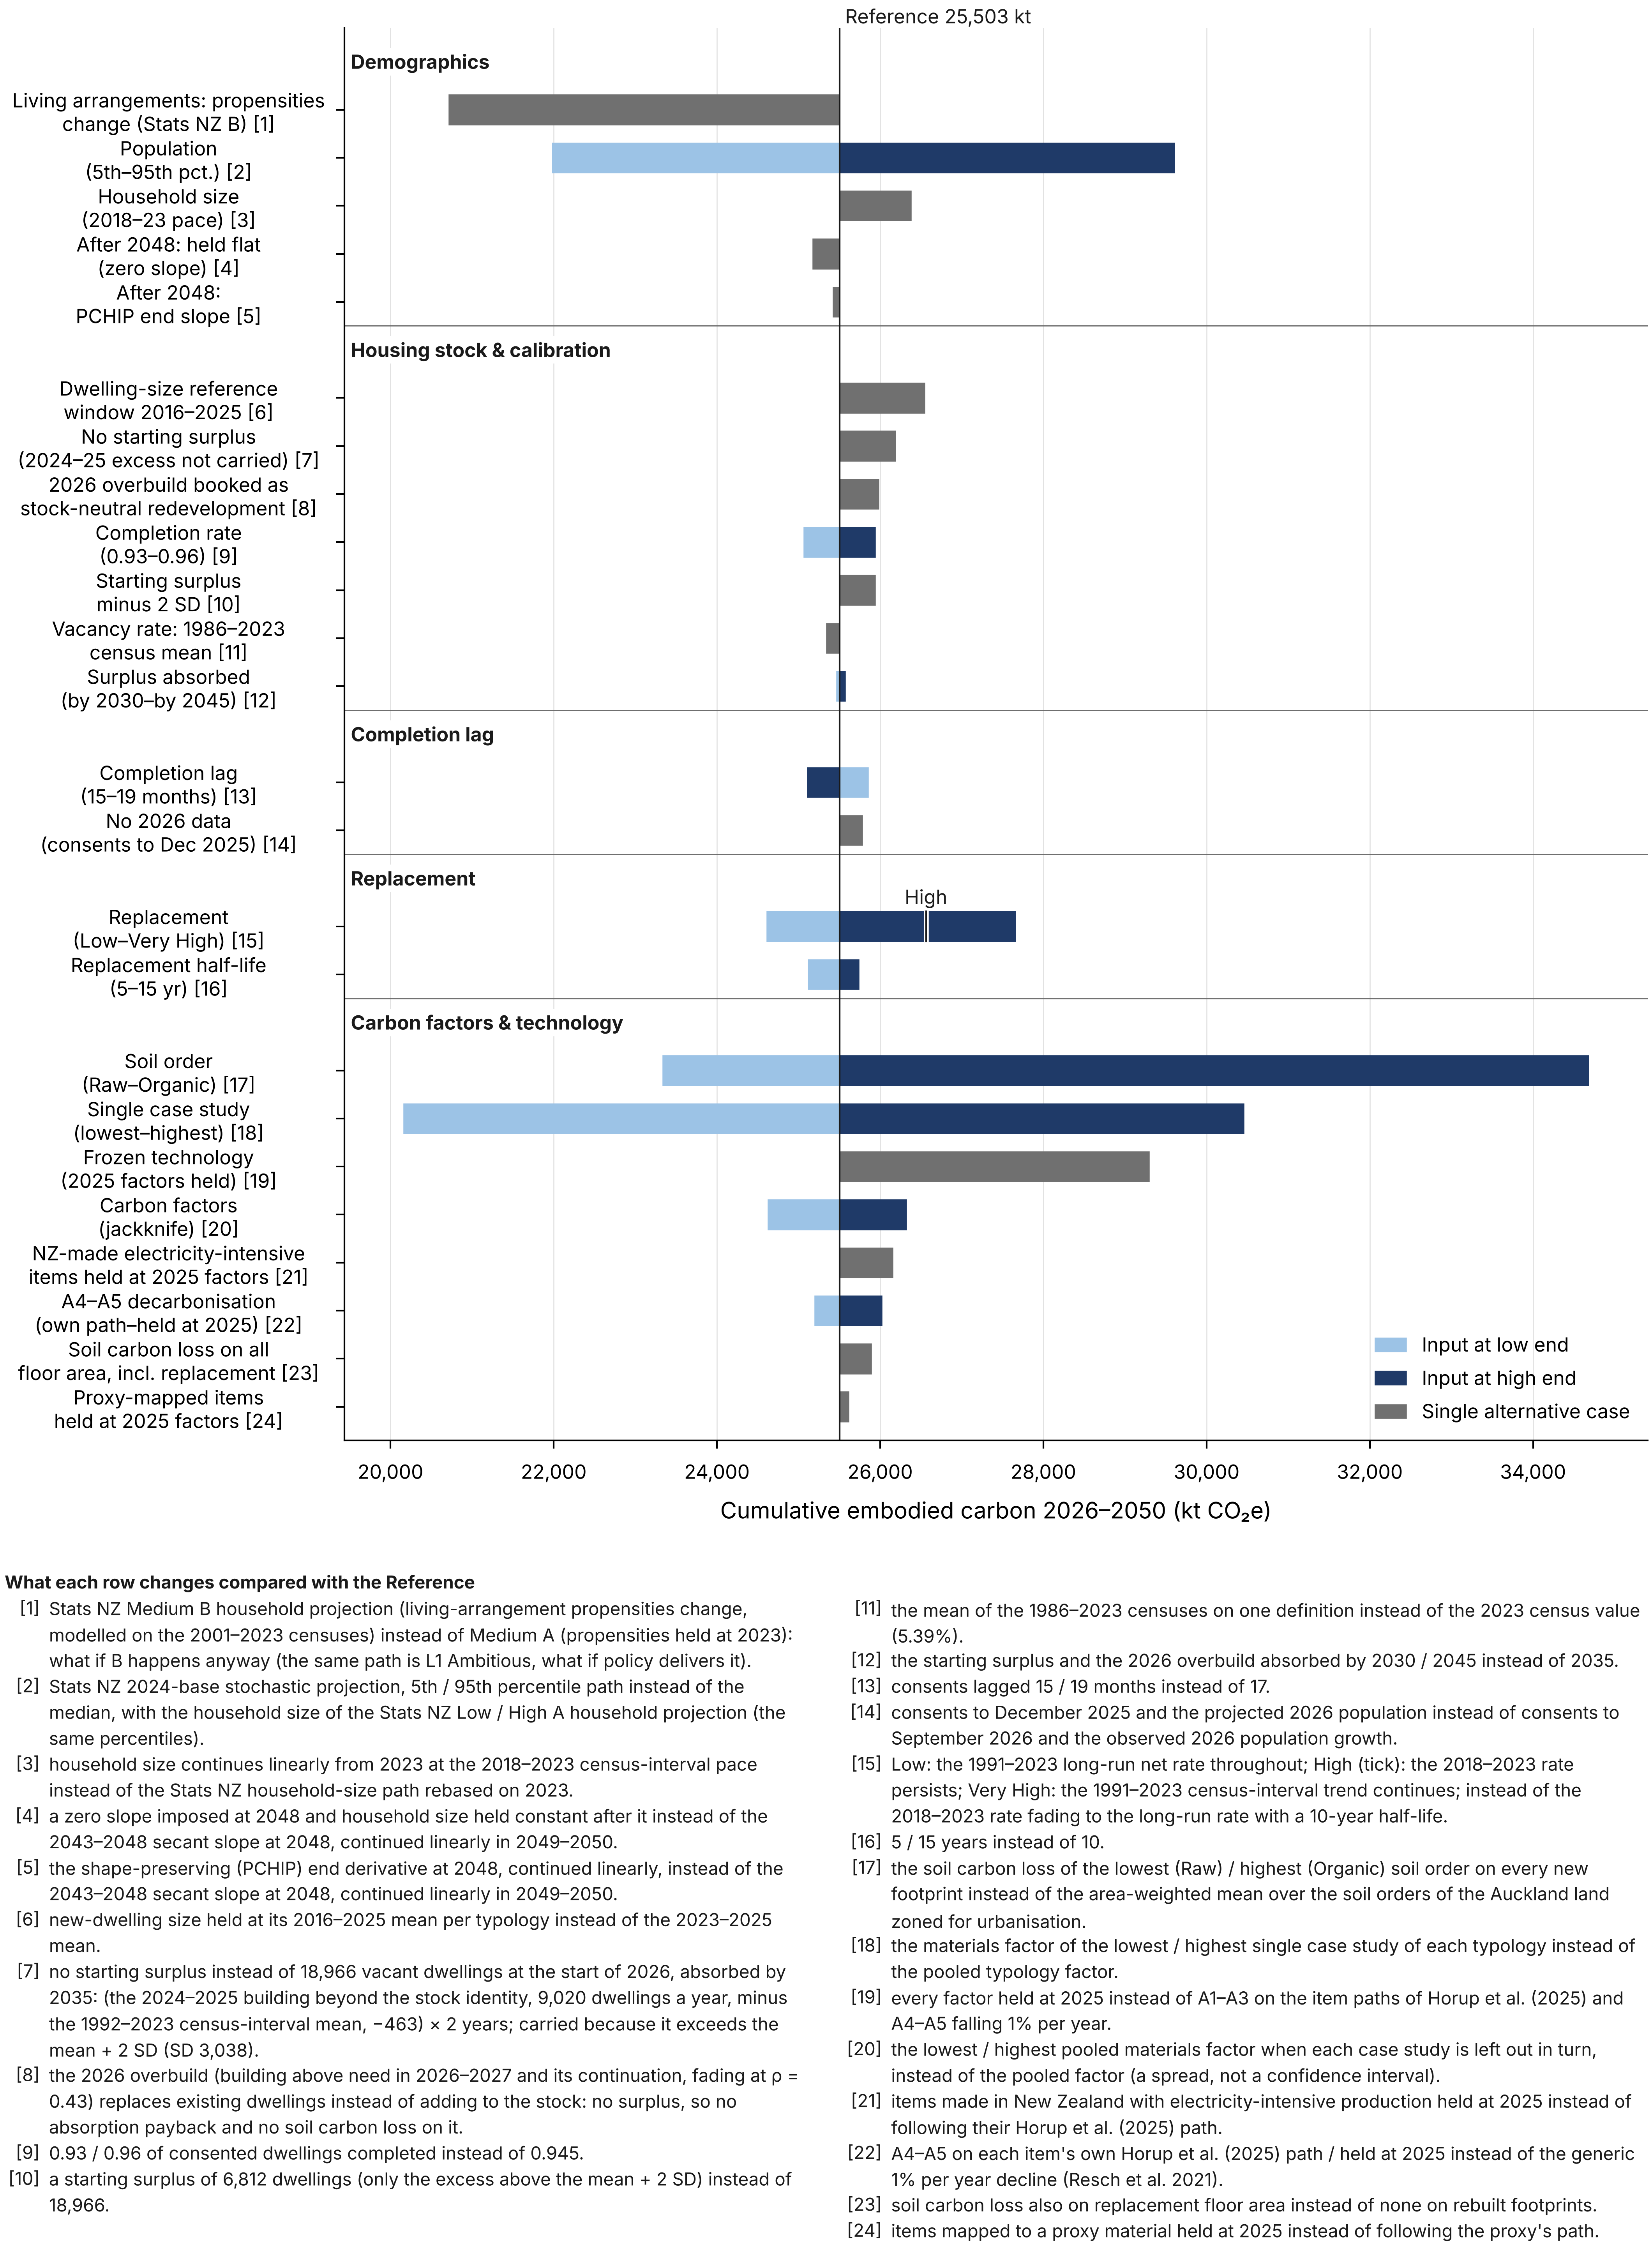 Reference 25,503 kt
Demographics
Living arrangements: propensities
change (Stats NZ B) [1]
Population
(5th–95th pct.) [2]
Household size
(2018–23 pace) [3]
After 2048: held flat
(zero slope) [4]
After 2048:
PCHIP end slope [5]
Housing stock & calibration
Dwelling-size reference
window 2016–2025 [6]
No starting surplus
(2024–25 excess not carried) [7]
2026 overbuild booked as
stock-neutral redevelopment [8]
Completion rate
(0.93–0.96) [9]
Starting surplus
minus 2 SD [10]
Vacancy rate: 1986–2023
census mean [11]
Surplus absorbed
(by 2030–by 2045) [12]
Completion lag
Completion lag
(15–19 months) [13]
No 2026 data
(consents to Dec 2025) [14]
Replacement
High
Replacement
(Low–Very High) [15]
Replacement half-life
(5–15 yr) [16]
Carbon factors & technology
Soil order
(Raw–Organic) [17]
Single case study
(lowest–highest) [18]
Frozen technology
(2025 factors held) [19]
Carbon factors
(jackknife) [20]
NZ-made electricity-intensive
items held at 2025 factors [21]
A4–A5 decarbonisation
(own path–held at 2025) [22]
Soil carbon loss on all
floor area, incl. replacement [23]
Proxy-mapped items
held at 2025 factors [24]
Input at low end
Input at high end
Single alternative case
20,000 22,000 24,000 26,000 28,000 30,000 32,000 34,000
Cumulative embodied carbon 2026–2050 (kt CO₂e)
What each row changes compared with the Reference
[1] Stats NZ Medium B household projection (living-arrangement propensities change,
modelled on the 2001–2023 censuses) instead of Medium A (propensities held at 2023):
what if B happens anyway (the same path is L1 Ambitious, what if policy delivers it).
[2] Stats NZ 2024-base stochastic projection, 5th / 95th percentile path instead of the
median, with the household size of the Stats NZ Low / High A household projection (the
same percentiles).
[3] household size continues linearly from 2023 at the 2018–2023 census-interval pace
instead of the Stats NZ household-size path rebased on 2023.
[4] a zero slope imposed at 2048 and household size held constant after it instead of the
2043–2048 secant slope at 2048, continued linearly in 2049–2050.
[5] the shape-preserving (PCHIP) end derivative at 2048, continued linearly, instead of the
2043–2048 secant slope at 2048, continued linearly in 2049–2050.
[6] new-dwelling size held at its 2016–2025 mean per typology instead of the 2023–2025
mean.
[7] no starting surplus instead of 18,966 vacant dwellings at the start of 2026, absorbed by
2035: (the 2024–2025 building beyond the stock identity, 9,020 dwellings a year, minus
the 1992–2023 census-interval mean, −463) × 2 years; carried because it exceeds the
mean + 2 SD (SD 3,038).
[8] the 2026 overbuild (building above need in 2026–2027 and its continuation, fading at ρ =
0.43) replaces existing dwellings instead of adding to the stock: no surplus, so no
absorption payback and no soil carbon loss on it.
[9] 0.93 / 0.96 of consented dwellings completed instead of 0.945.
[10] a starting surplus of 6,812 dwellings (only the excess above the mean + 2 SD) instead of
18,966.
[11] the mean of the 1986–2023 censuses on one definition instead of the 2023 census value
(5.39%).
[12] the starting surplus and the 2026 overbuild absorbed by 2030 / 2045 instead of 2035.
[13] consents lagged 15 / 19 months instead of 17.
[14] consents to December 2025 and the projected 2026 population instead of consents to
September 2026 and the observed 2026 population growth.
[15] Low: the 1991–2023 long-run net rate throughout; High (tick): the 2018–2023 rate
persists; Very High: the 1991–2023 census-interval trend continues; instead of the
2018–2023 rate fading to the long-run rate with a 10-year half-life.
[16] 5 / 15 years instead of 10.
[17] the soil carbon loss of the lowest (Raw) / highest (Organic) soil order on every new
footprint instead of the area-weighted mean over the soil orders of the Auckland land
zoned for urbanisation.
[18] the materials factor of the lowest / highest single case study of each typology instead of
the pooled typology factor.
[19] every factor held at 2025 instead of A1–A3 on the item paths of Horup et al. (2025) and
A4–A5 falling 1% per year.
[20] the lowest / highest pooled materials factor when each case study is left out in turn,
instead of the pooled factor (a spread, not a confidence interval).
[21] items made in New Zealand with electricity-intensive production held at 2025 instead of
following their Horup et al. (2025) path.
[22] A4–A5 on each item's own Horup et al. (2025) path / held at 2025 instead of the generic
1% per year decline (Resch et al. 2021).
[23] soil carbon loss also on replacement floor area instead of none on rebuilt footprints.
[24] items mapped to a proxy material held at 2025 instead of following the proxy's path.